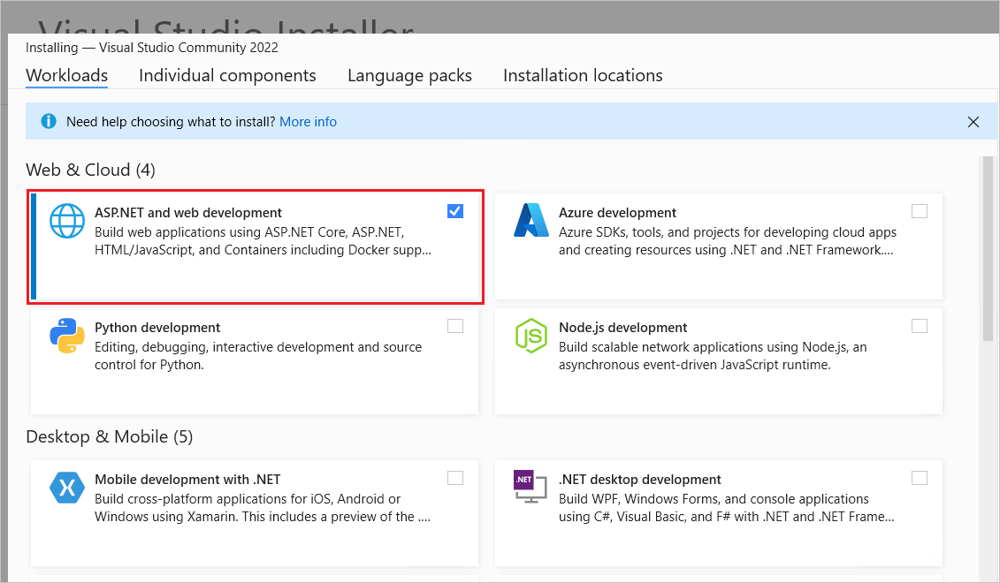 Visual Studio Installer
Installing — Visual Studio Community 2022
Workloads Individual components Language packs Installation locations
Need help choosing what to install? More info
Web & Cloud (4)
ASP.NET and web development
Build web applications using ASP.NET Core, ASP.NET,
HTML/JavaScript, and Containers including Docker supp...
Azure development
Azure SDKs, tools, and projects for developing cloud apps
and creating resources using .NET and .NET Framework....
Python development
Editing, debugging, interactive development and source
control for Python.
JS
Node.js development
Build scalable network applications using Node.js, an
asynchronous event-driven JavaScript runtime.
Desktop & Mobile (5)
Mobile development with .NET
Build cross-platform applications for iOS, Android or
Windows using Xamarin. This includes a preview of the ....
.NET
.NET desktop development
Build WPF, Windows Forms, and console applications
using C#, Visual Basic, and F# with .NET and .NET Frame...